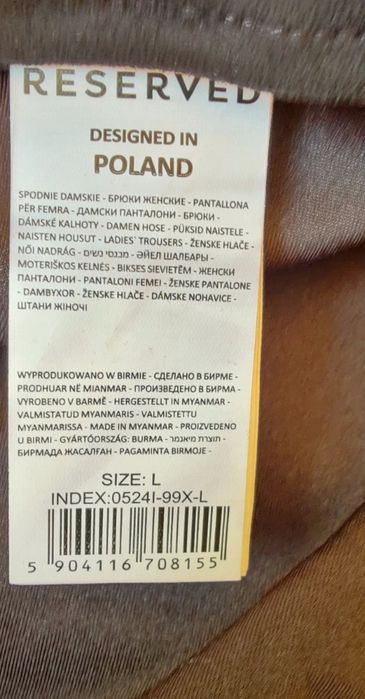 RESERVED
DESIGNED IN
POLAND
SPODNIE DAMSKIE - БРЮКИ ЖЕНСКИЕ - PANTALLONA
PËR FEMRA - ДАМСКИ ПАНТАЛОНИ - БРЮКИ -
DÁMSKÉ KALHOTY - DAMEN HOSE - PÜKSID NAISTELE -
NAISTEN HOUSUT - LADIES' TROUSERS - ŽENSKE HLAČE -
NŐI NADRÁG - מכנסי נשים - ӘЙЕЛ ШАЛБАРЫ -
MOTERIŠKOS KELNĖS - BIKSES SIEVIETĒM - ЖЕНСКИ
ПАНТАЛОНИ - PANTALONI FEMEI - ŽENSKE PANTALONE
- DAMBYXOR - ŽENSKE HLAČE - DÁMSKE NOHAVICE -
ШТАНИ ЖІНОЧІ
WYPRODUKOWANO W BIRMIE - СДЕЛАНО В БИРМЕ -
PRODHUAR NË MIANMAR - ПРОИЗВЕДЕНО В БИРМА -
VYROBENO V BARMĚ - HERGESTELLT IN MYANMAR -
VALMISTATUD MYANMARIS - VALMISTETTU
MYANMARISSA - MADE IN MYANMAR - PROIZVEDENO
U BIRMI - GYÁRTÓORSZÁG: BURMA - תוצרת מיאנמר -
БИРМАДА ЖАСАЛҒАН - PAGAMINTA BIRMOJE -
SIZE: L
INDEX:0524I-99X-L
5 904116 708155